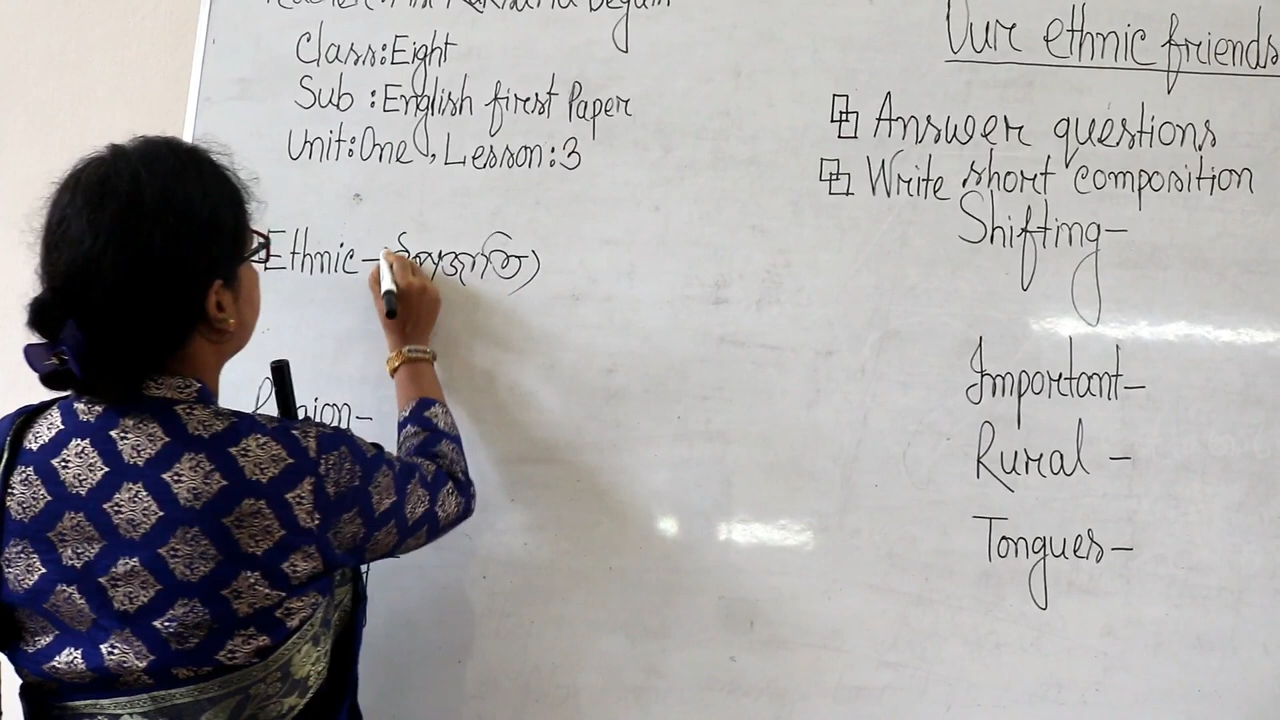 Class:Eight
Sub :English first Paper
Unit:One, Lesson:3
Ethnic-উপজাতি)
Our ethnic friends
Answer questions
Write short composition
Shifting-
Important-
Rural -
Tongues-